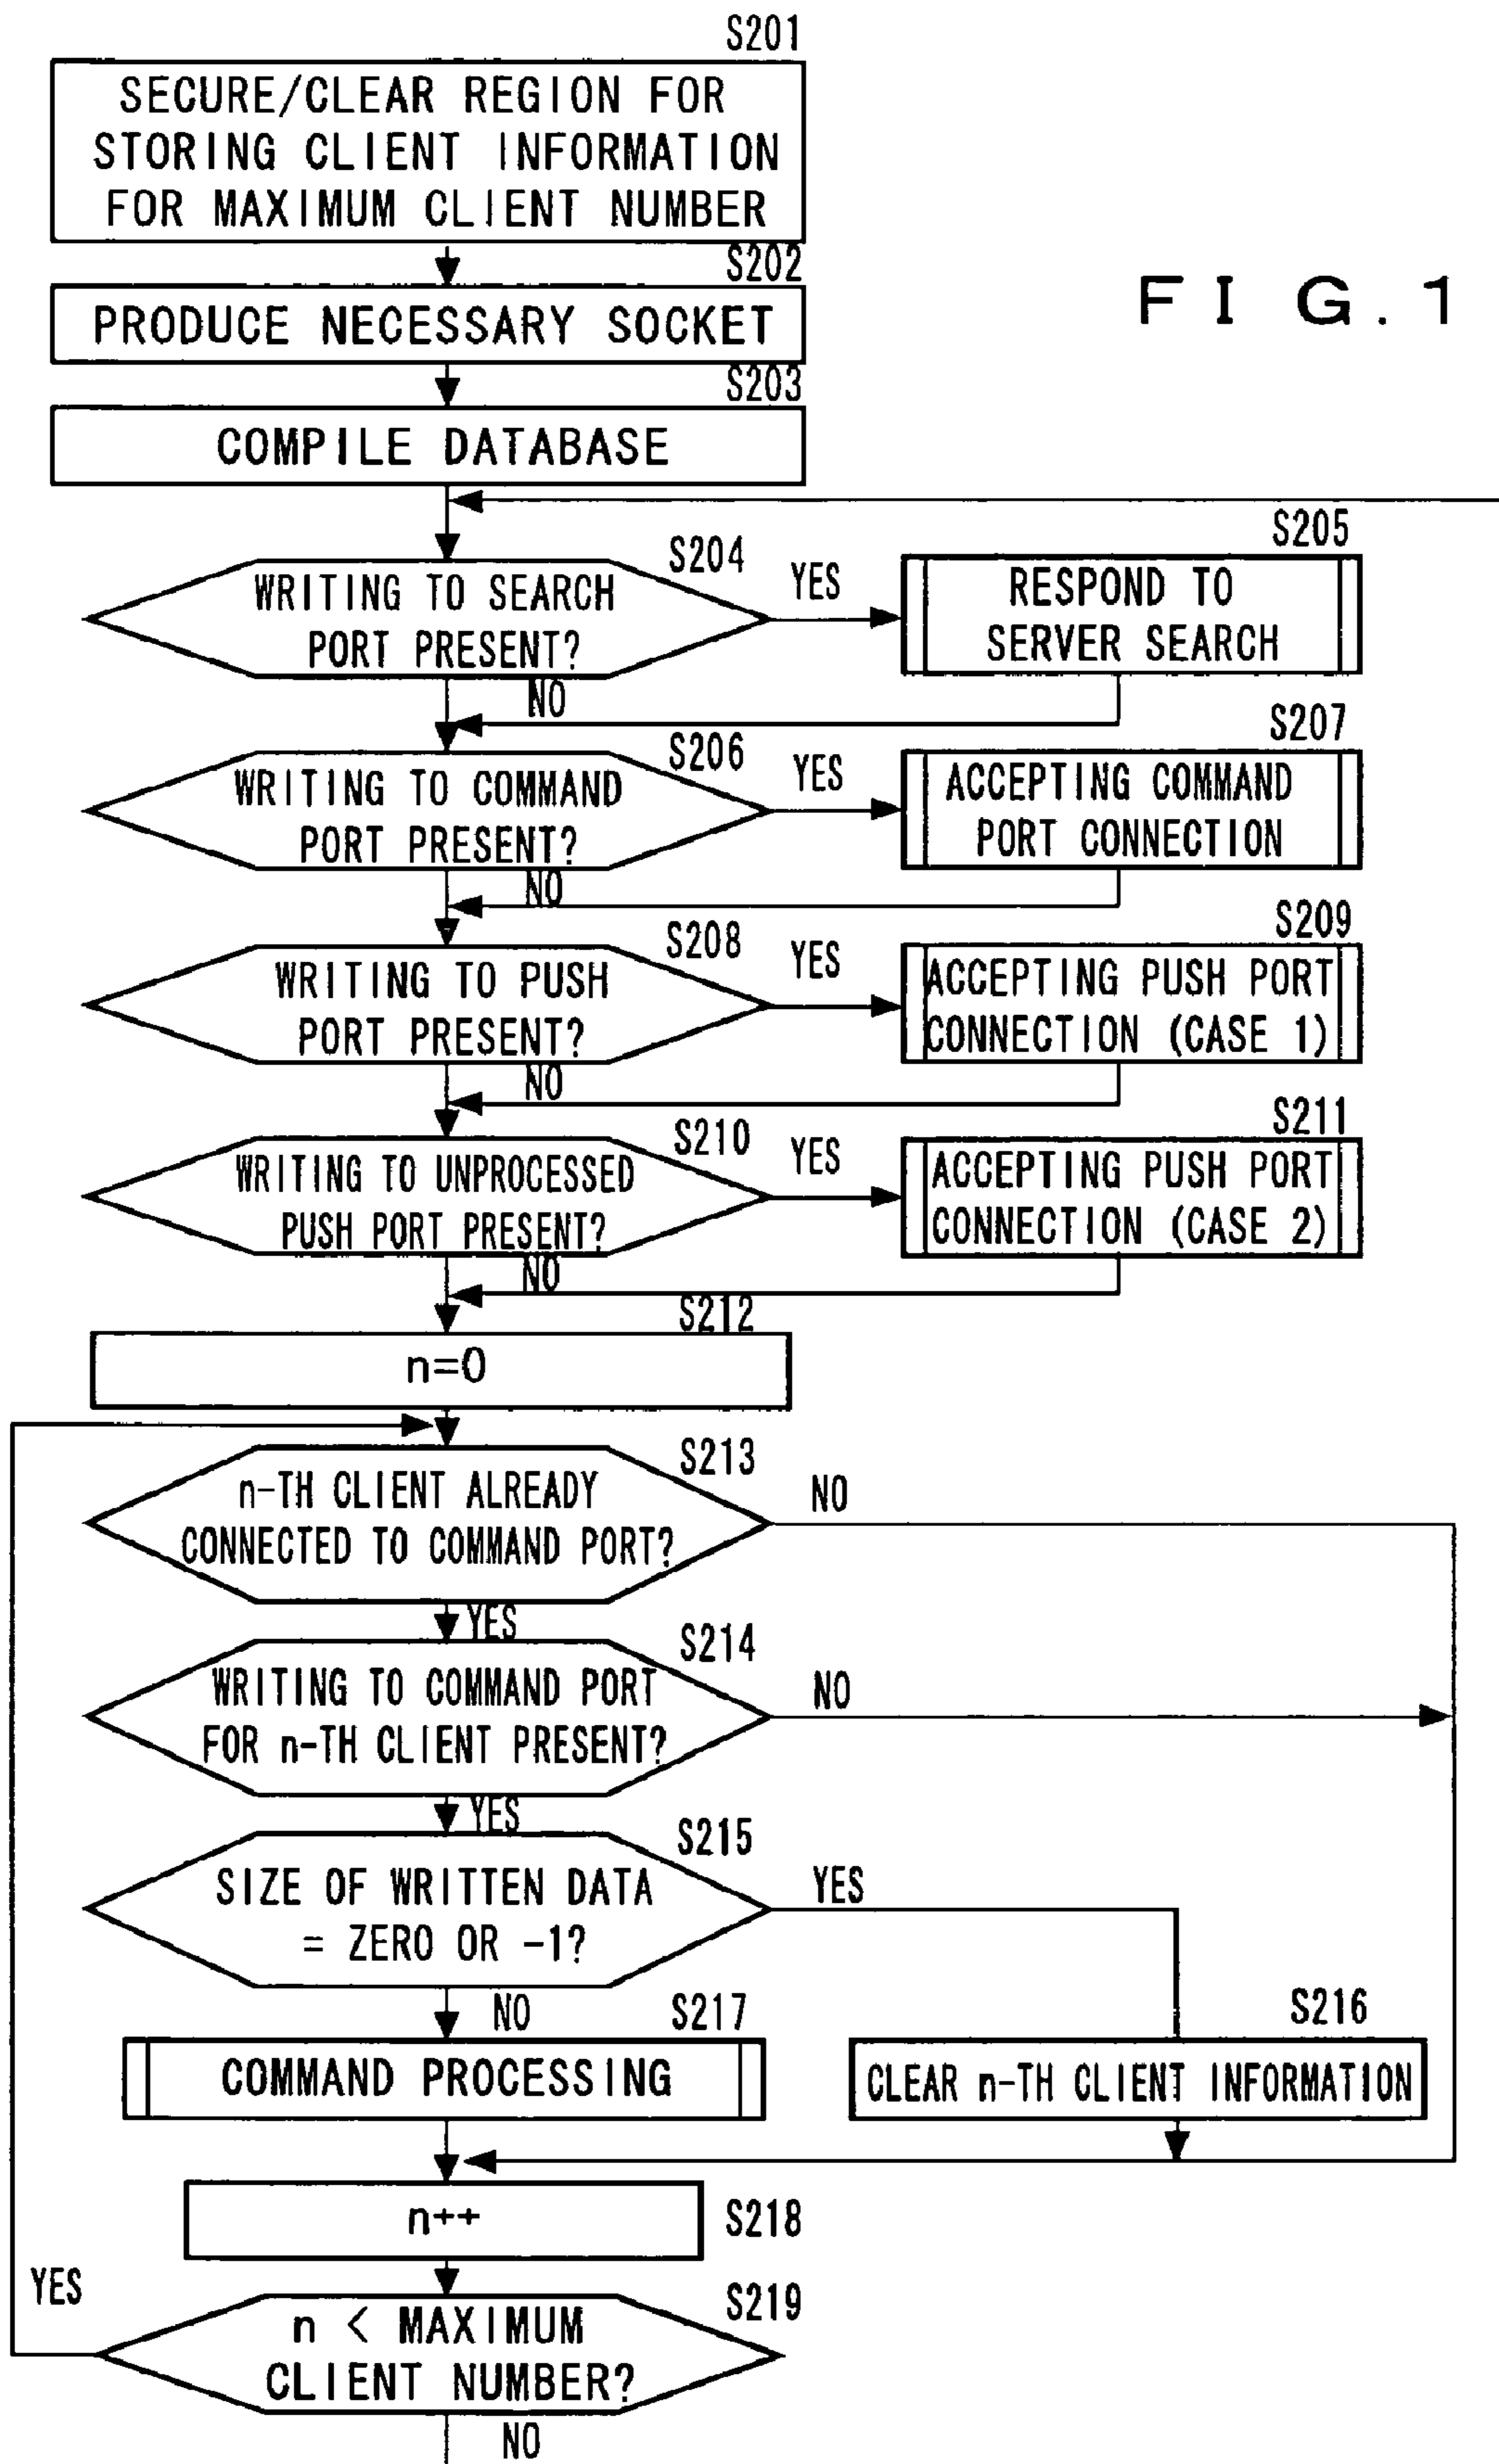 S201
SECURE/CLEAR REGION FOR
STORING CLIENT INFORMATION
FOR MAXIMUM CLIENT NUMBER
S202
PRODUCE NECESSARY SOCKET
FIG.1
S203
COMPILE DATABASE
S204
WRITING TO SEARCH
PORT PRESENT?
YES
S205
RESPOND TO
SERVER SEARCH
NO
S206
WRITING TO COMMAND
PORT PRESENT?
YES
S207
ACCEPTING COMMAND
PORT CONNECTION
NO
S208
WRITING TO PUSH
PORT PRESENT?
YES
S209
ACCEPTING PUSH PORT
CONNECTION (CASE 1)
NO
S210
WRITING TO UNPROCESSED
PUSH PORT PRESENT?
YES
S211
ACCEPTING PUSH PORT
CONNECTION (CASE 2)
NO
S212
n=0
S213
n-TH CLIENT ALREADY
CONNECTED TO COMMAND PORT?
NO
YES
S214
WRITING TO COMMAND PORT
FOR n-TH CLIENT PRESENT?
NO
YES
S215
SIZE OF WRITTEN DATA
= ZERO OR -1?
YES
NO
S217
COMMAND PROCESSING
S216
CLEAR n-TH CLIENT INFORMATION
n++
S218
YES
S219
n < MAXIMUM
CLIENT NUMBER?
NO